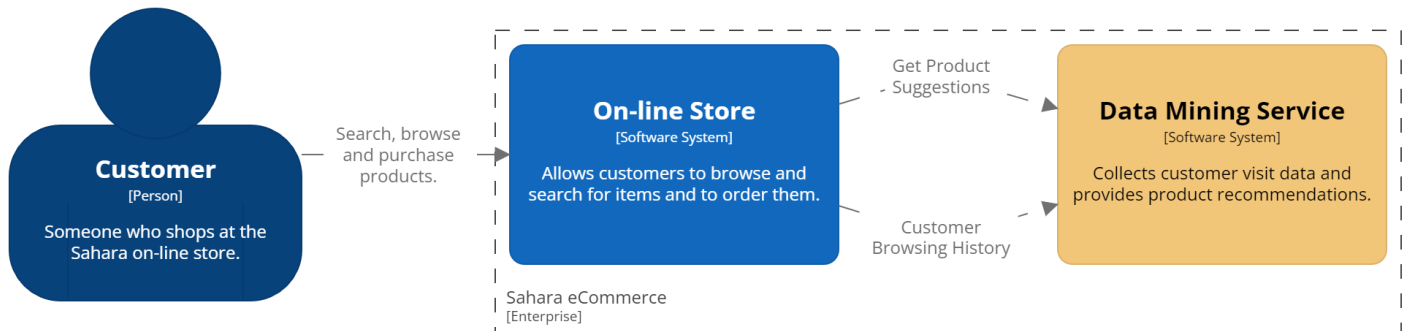 Customer
[Person]
Someone who shops at the
Sahara on-line store.
Search, browse
and purchase
products.
On-line Store
[Software System]
Allows customers to browse and
search for items and to order them.
Get Product
Suggestions
Customer
Browsing History
Data Mining Service
[Software System]
Collects customer visit data and
provides product recommendations.
Sahara eCommerce
[Enterprise]